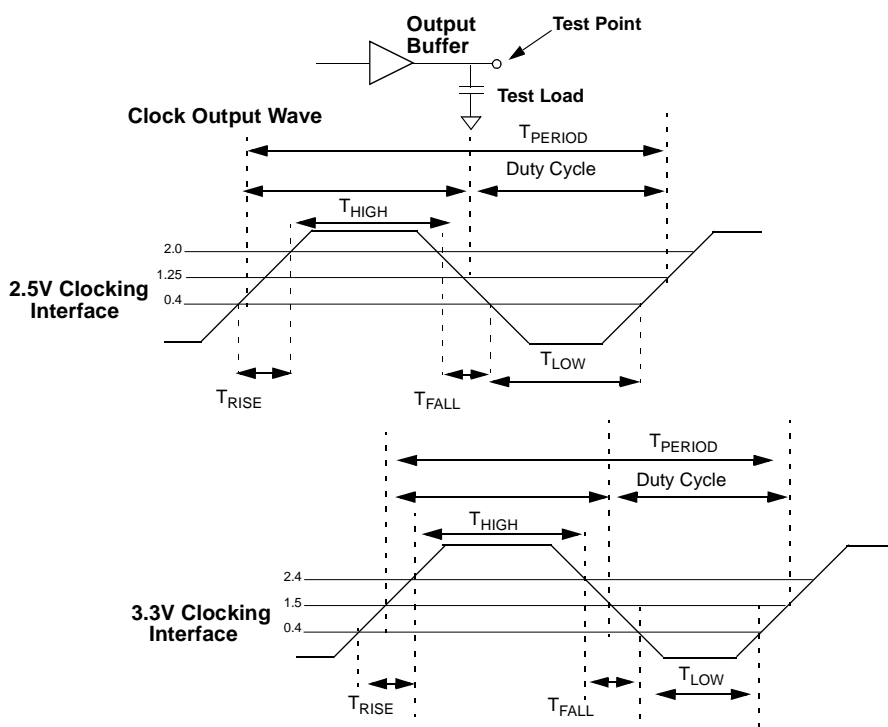 Output
Buffer
Test Point
Test Load
Clock Output Wave
TPERIOD
Duty Cycle
THIGH
2.0
1.25
0.4
2.5V Clocking
Interface
TLOW
TRISE
TFALL
TPERIOD
Duty Cycle
THIGH
2.4
1.5
0.4
3.3V Clocking
Interface
TLOW
TRISE
TFALL